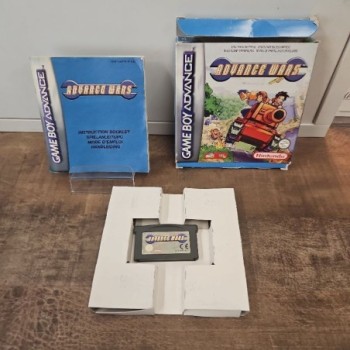 GAME BOY ADVANCE
ADVANCE WARS
INSTRUCTION BOOKLET
SPIELANLEITUNG
MODE D'EMPLOI
HANDLEIDING
GAME BOY ADVANCE
ADVANCE WARS
Nintendo
ADVANCE WARS
CE